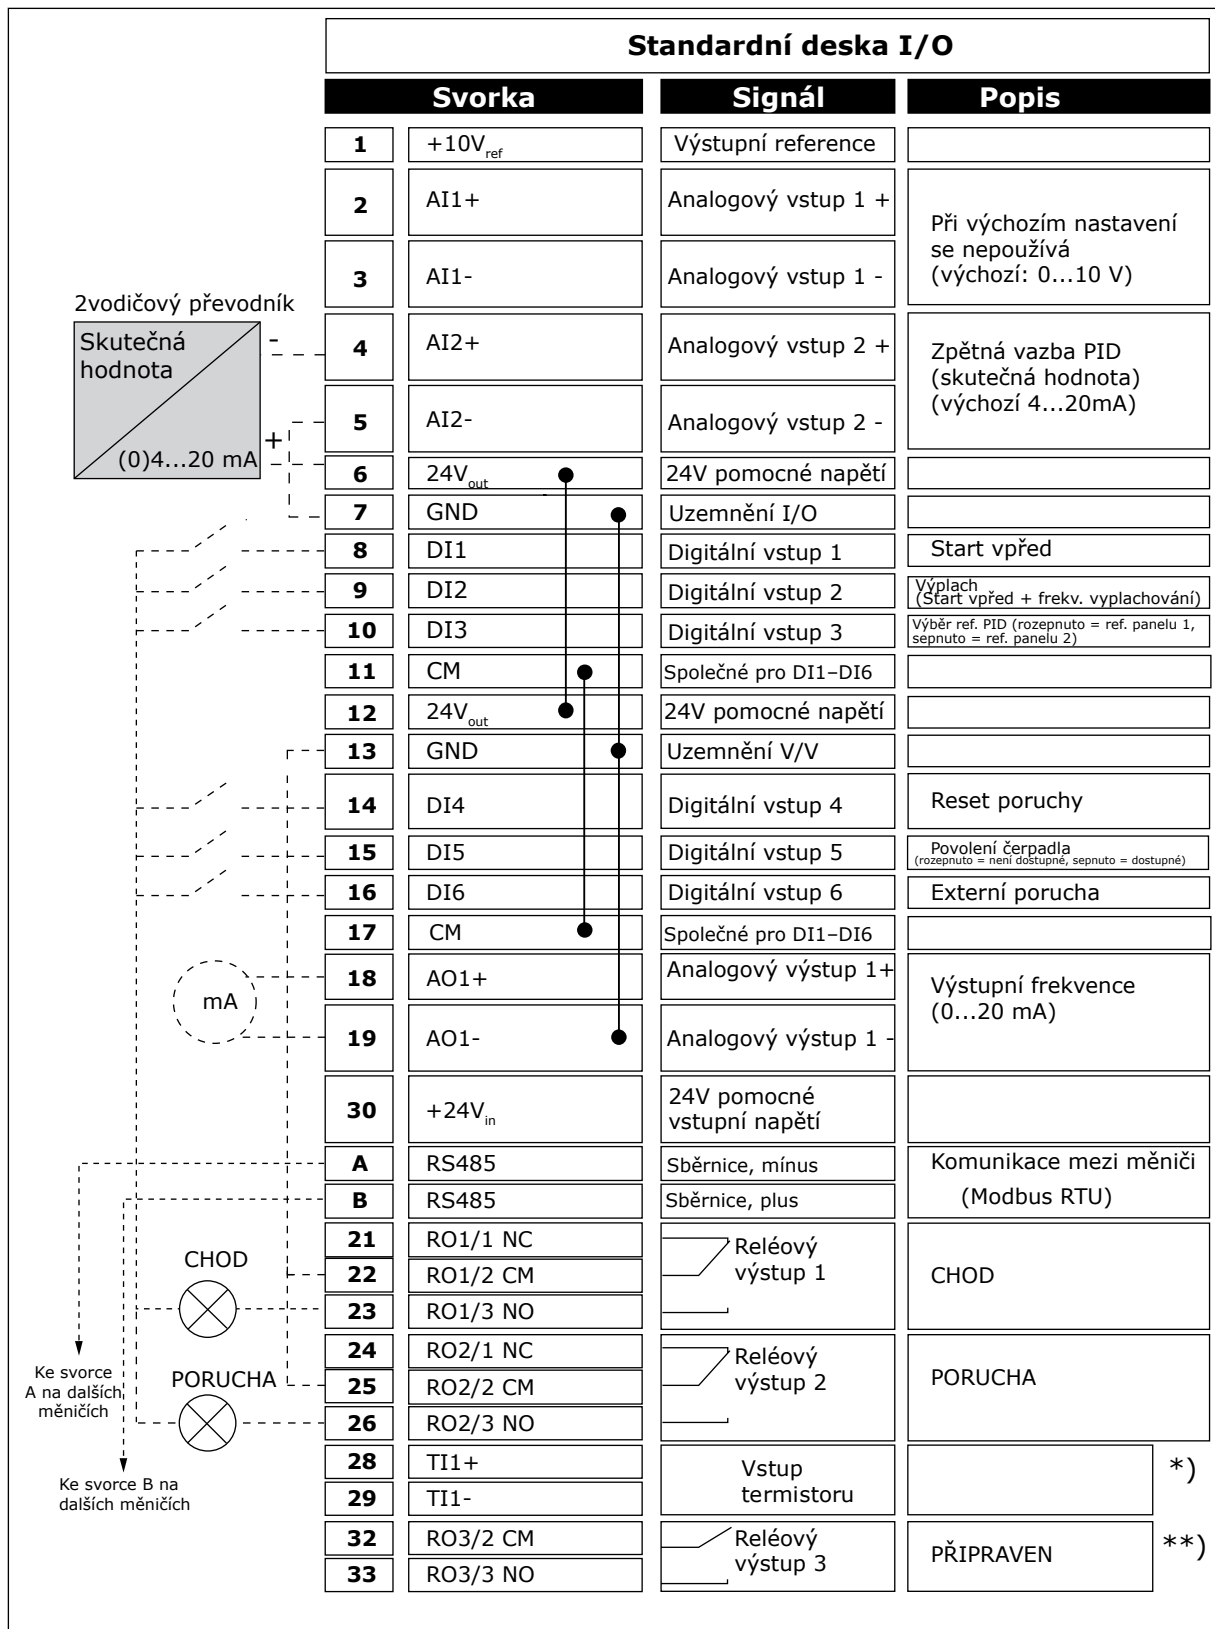 Standardní deska I/O
Svorka Signál Popis
1 +10Vref Výstupní reference
2 AI1+ Analogový vstup 1 +
Při výchozím nastavení
se nepoužívá
(výchozí: 0...10 V)
3 AI1- Analogový vstup 1 -
2vodičový převodník
Skutečná
hodnota
-
+
(0)4...20 mA
4 AI2+ Analogový vstup 2 +
Zpětná vazba PID
(skutečná hodnota)
(výchozí 4...20mA)
5 AI2- Analogový vstup 2 -
6 24Vout 24V pomocné napětí
7 GND Uzemnění I/O
8 DI1 Digitální vstup 1 Start vpřed
9 DI2 Digitální vstup 2
Výplach
(Start vpřed + frekv. vyplachování)
10 DI3 Digitální vstup 3
Výběr ref. PID (rozepnuto = ref. panelu 1,
sepnuto = ref. panelu 2)
11 CM Společné pro DI1–DI6
12 24Vout 24V pomocné napětí
13 GND Uzemnění V/V
14 DI4 Digitální vstup 4 Reset poruchy
15 DI5 Digitální vstup 5
Povolení čerpadla
(rozepnuto = není dostupné, sepnuto = dostupné)
16 DI6 Digitální vstup 6 Externí porucha
17 CM Společné pro DI1–DI6
18 AO1+ Analogový výstup 1+
Výstupní frekvence
(0...20 mA)
mA
19 AO1- Analogový výstup 1 -
30 +24Vin
24V pomocné
vstupní napětí
A RS485 Sběrnice, mínus
Komunikace mezi měniči
(Modbus RTU)
B RS485 Sběrnice, plus
21 RO1/1 NC
Reléový
výstup 1
CHOD
22 RO1/2 CM
CHOD
23 RO1/3 NO
24 RO2/1 NC
Reléový
výstup 2
PORUCHA
25 RO2/2 CM
PORUCHA
26 RO2/3 NO
Ke svorce
A na dalších
měničích
Ke svorce B na
dalších měničích
28 TI1+
Vstup
termistoru
*)
29 TI1-
32 RO3/2 CM
Reléový
výstup 3
PŘIPRAVEN
**)
33 RO3/3 NO